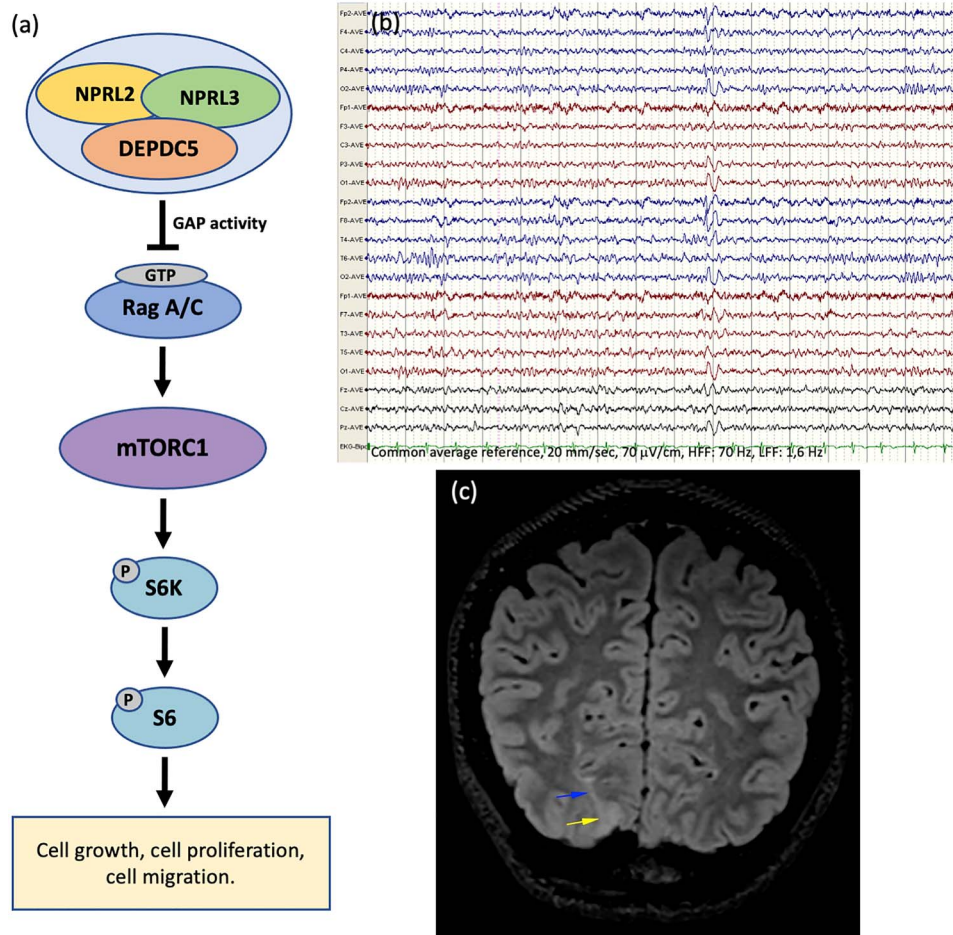 (a)
NPRL2
NPRL3
DEPDC5
GAP activity
GTP
Rag A/C
mTORC1
P
S6K
P
S6
Cell growth, cell proliferation,
cell migration.
(b)
Fp2-AVE
F4-AVE
C4-AVE
P4-AVE
O2-AVE
Fp1-AVE
F3-AVE
C3-AVE
P3-AVE
O1-AVE
Fp2-AVE
F8-AVE
T4-AVE
T6-AVE
O2-AVE
Fp1-AVE
F7-AVE
T3-AVE
T5-AVE
O1-AVE
Fz-AVE
Cz-AVE
Pz-AVE
EKG-Bipo
Common average reference, 20 mm/sec, 70 µV/cm, HFF: 70 Hz, LFF: 1,6 Hz
(c)